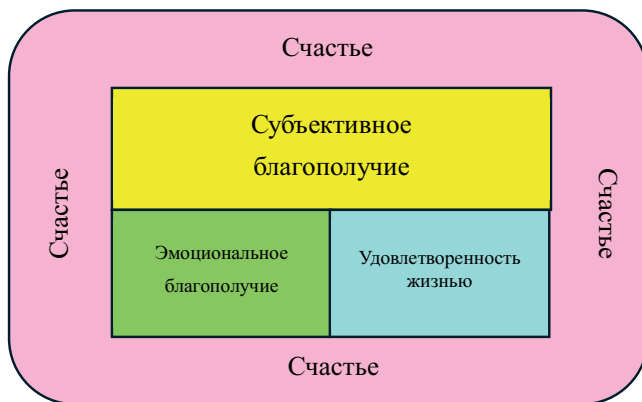 Счастье
Субъективное
благополучие
Счастье
Счастье
Эмоциональное
благополучие
Удовлетворенность
жизнью
Счастье